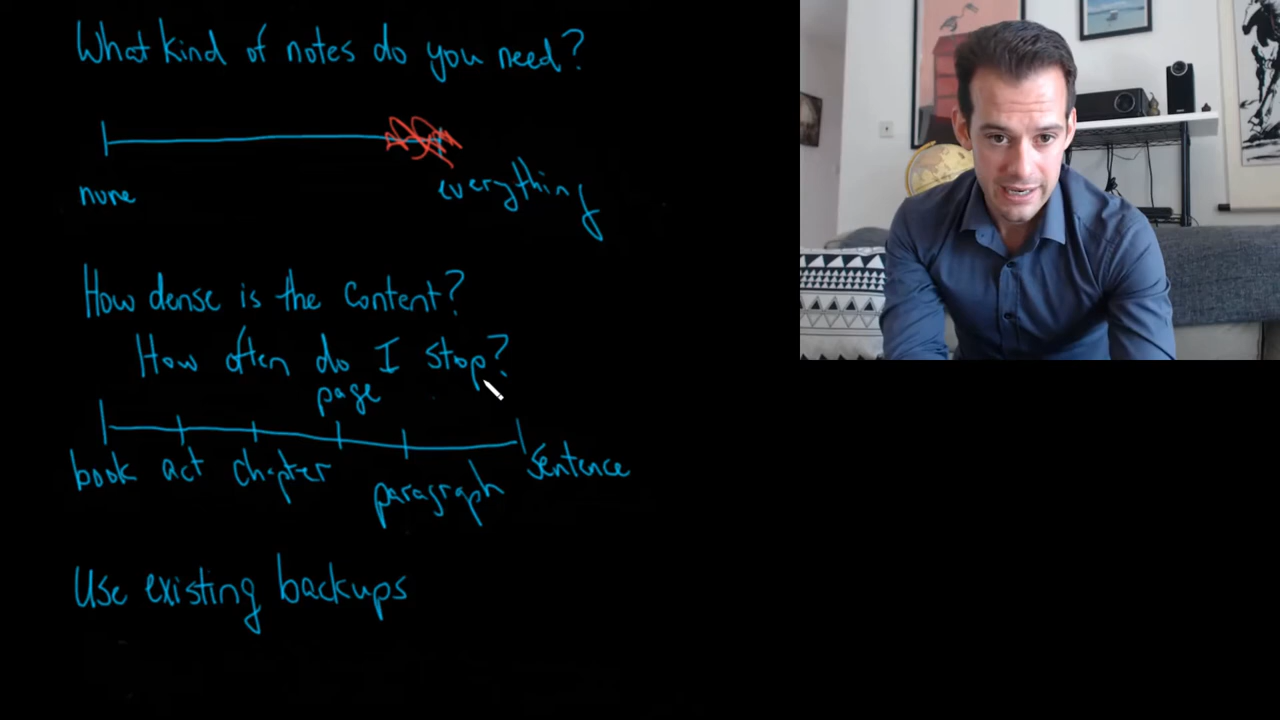 What kind of notes do you need?
none
everything
How dense is the content?
How often do I stop?
page
book act chapter
paragraph
sentence
Use existing backups